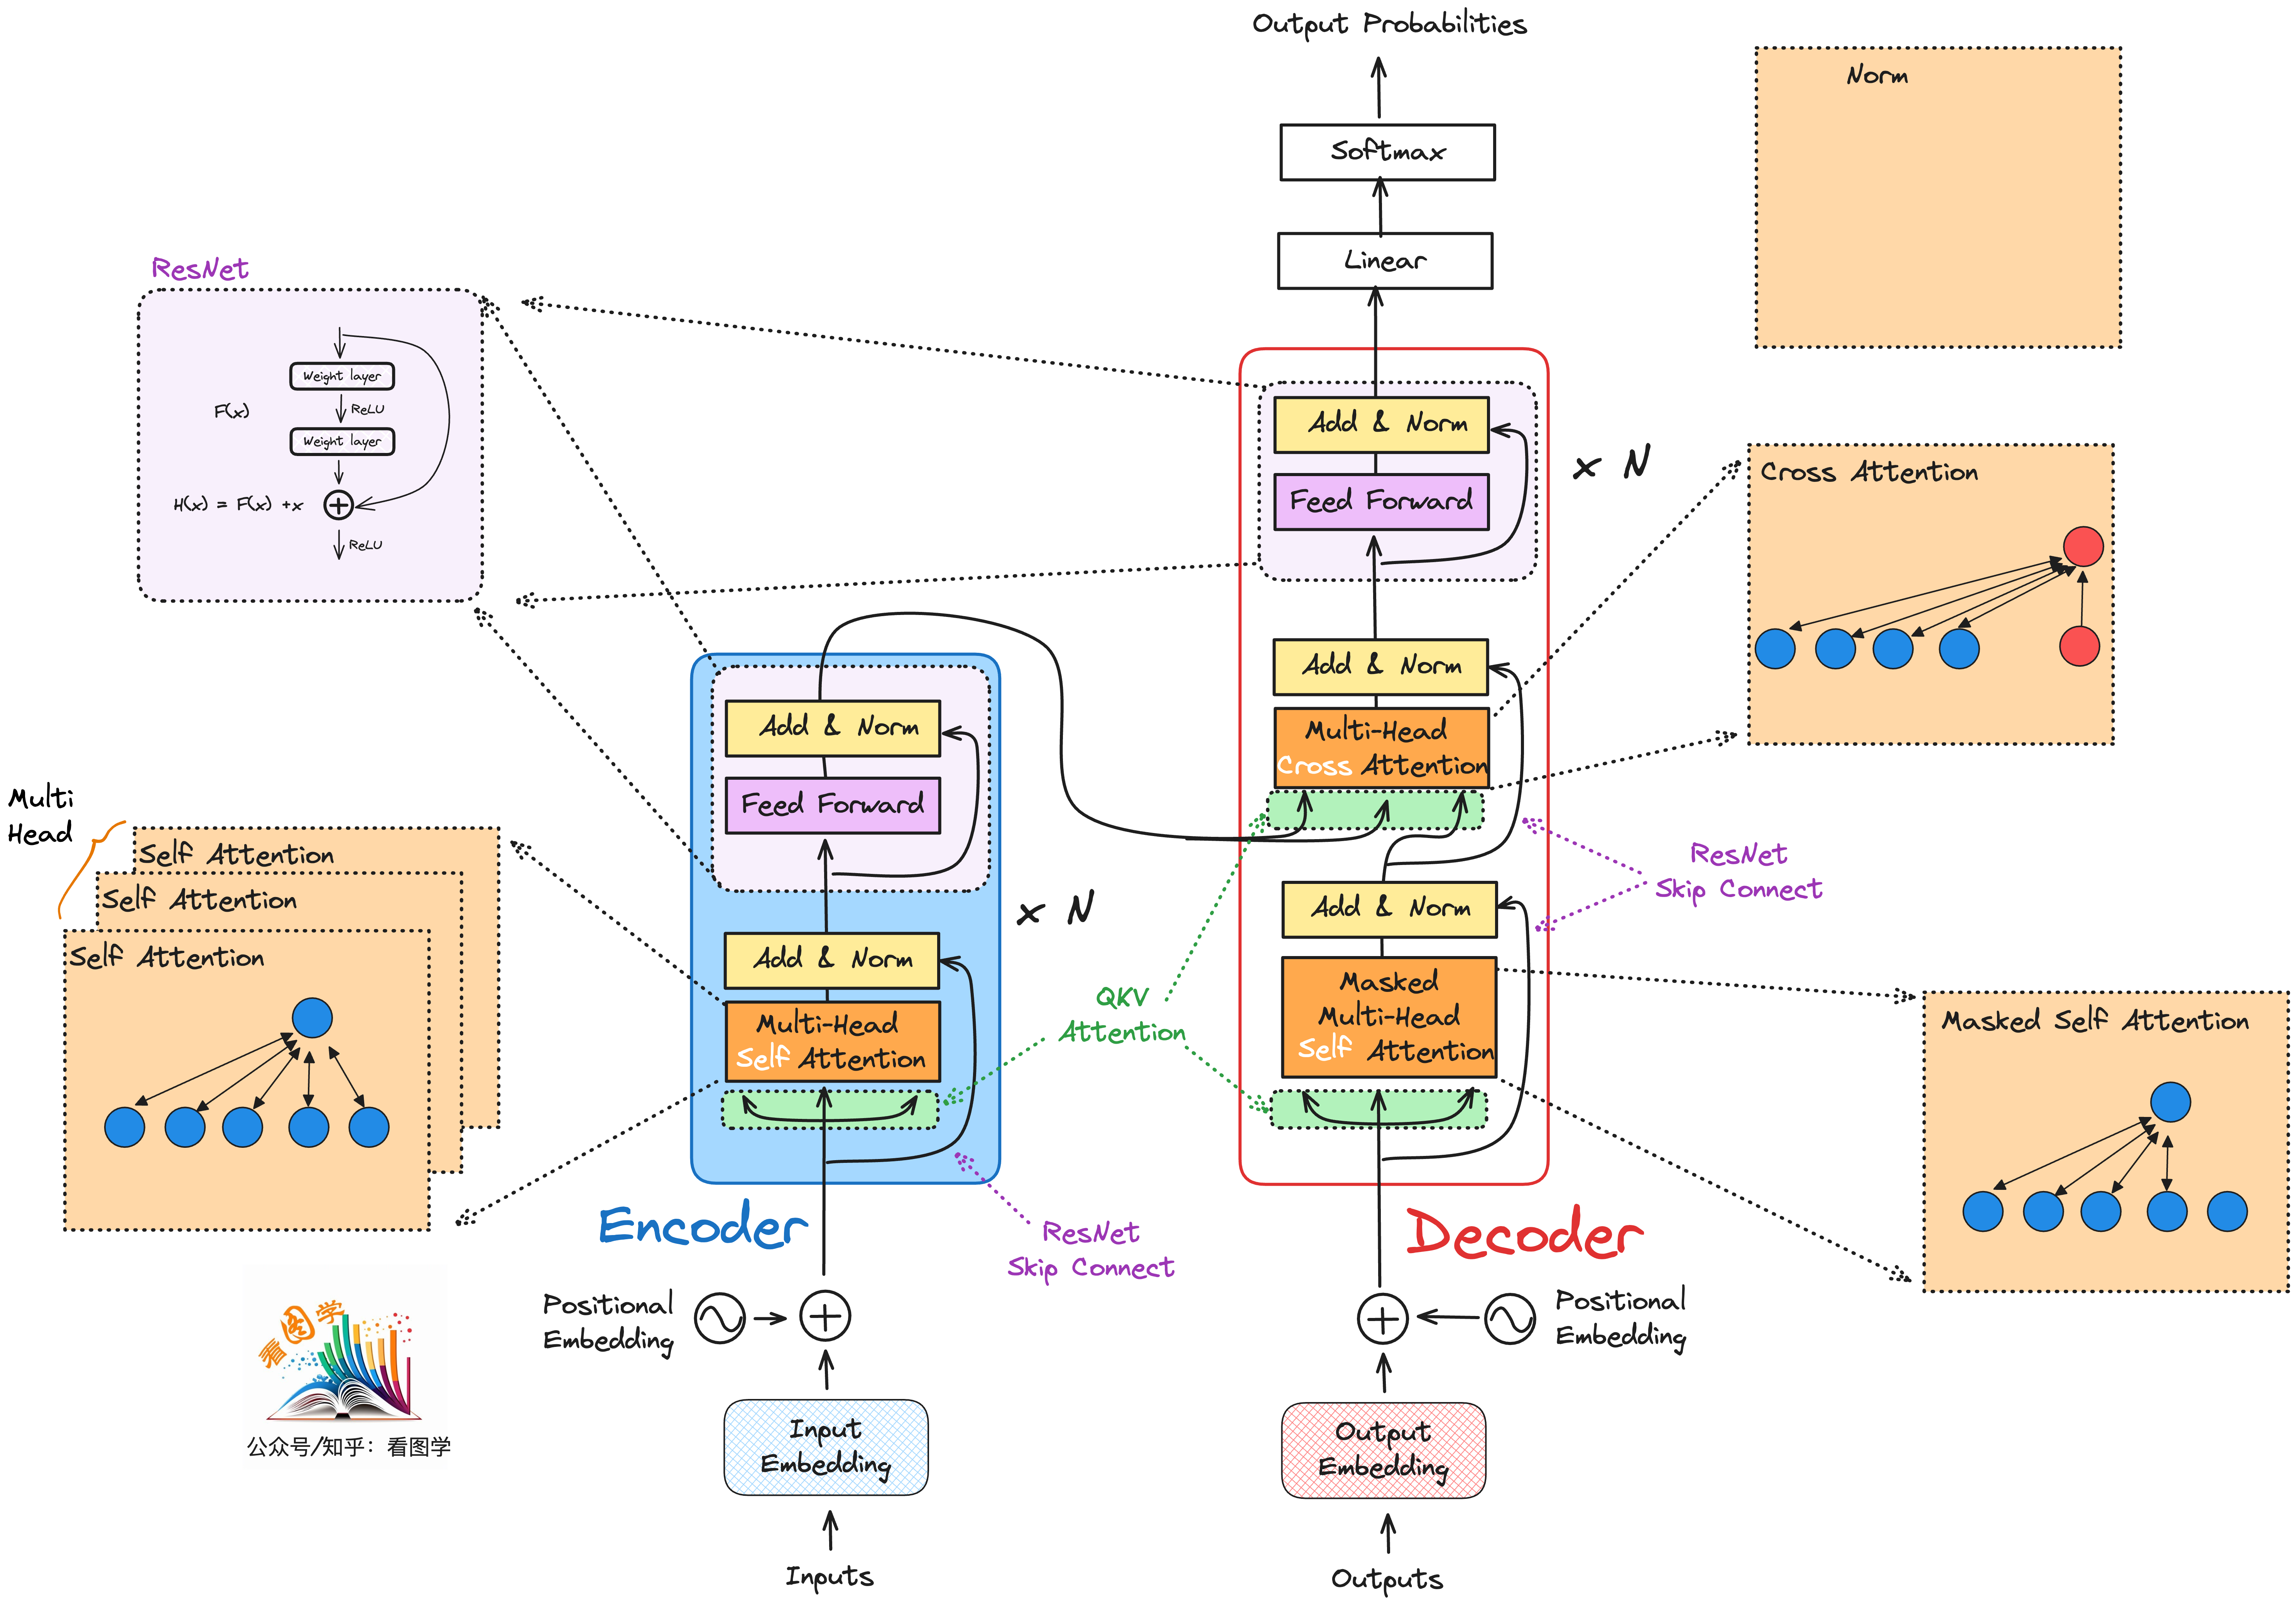 Output Probabilities
Softmax
Linear
Norm
ResNet
Weight layer
ReLU
F(x)
Weight layer
H(x) = F(x) +x
ReLU
Add & Norm
Feed Forward
x N
Cross Attention
Add & Norm
Multi-Head
Cross Attention
Add & Norm
Feed Forward
Multi
Head
Self Attention
Self Attention
Self Attention
x N
Add & Norm
Multi-Head
Self Attention
QKV
Attention
ResNet
Skip Connect
Add & Norm
Masked
Multi-Head
Self Attention
Masked Self Attention
Encoder
ResNet
Skip Connect
Decoder
Positional
Embedding
Positional
Embedding
Input
Embedding
Output
Embedding
Inputs
Outputs
看图学
公众号/知乎：看图学